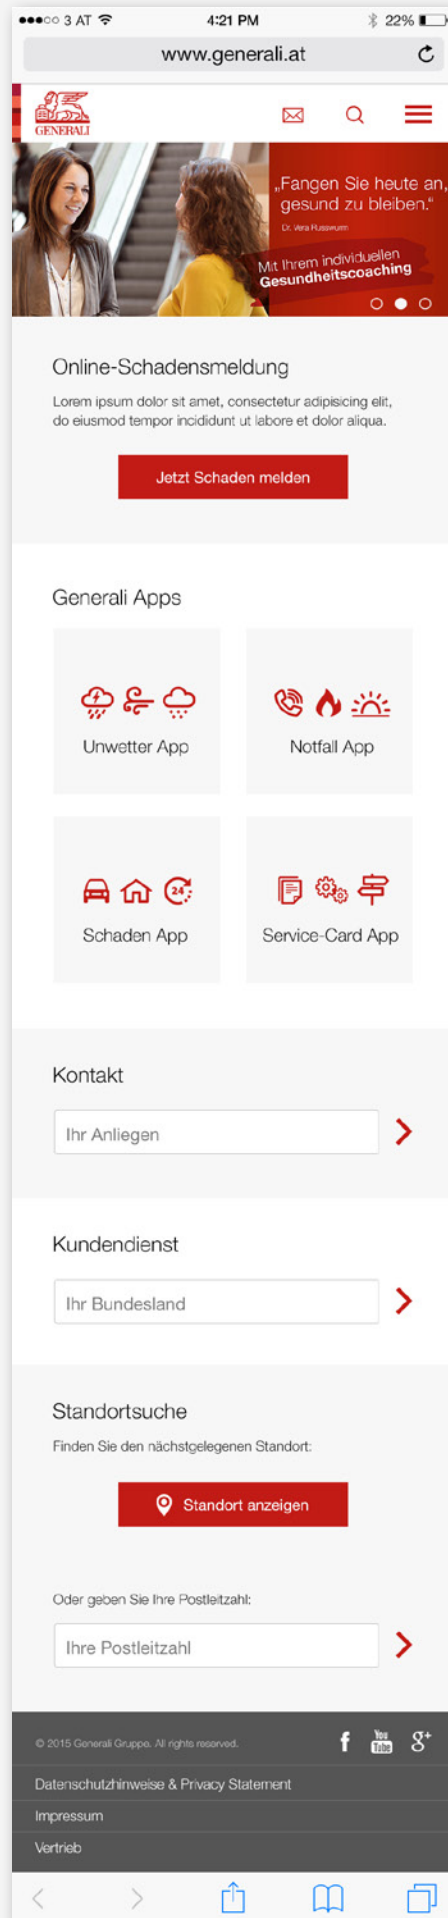 3 AT
4:21 PM
22%
www.generali.at
GENERALI
„Fangen Sie heute an,
gesund zu bleiben.“
Dr. Vera Russwurm
Mit Ihrem individuellen
Gesundheitscoaching
Online-Schadensmeldung
Lorem ipsum dolor sit amet, consectetur adipisicing elit,
do eiusmod tempor incididunt ut labore et dolor aliqua.
Jetzt Schaden melden
Generali Apps
Unwetter App
Notfall App
24
Schaden App
Service-Card App
Kontakt
Ihr Anliegen
Kundendienst
Ihr Bundesland
Standortsuche
Finden Sie den nächstgelegenen Standort:
Standort anzeigen
Oder geben Sie Ihre Postleitzahl:
Ihre Postleitzahl
© 2015 Generali Gruppe. All rights reserved.
f
You
Tube
g+
Datenschutzhinweise & Privacy Statement
Impressum
Vertrieb